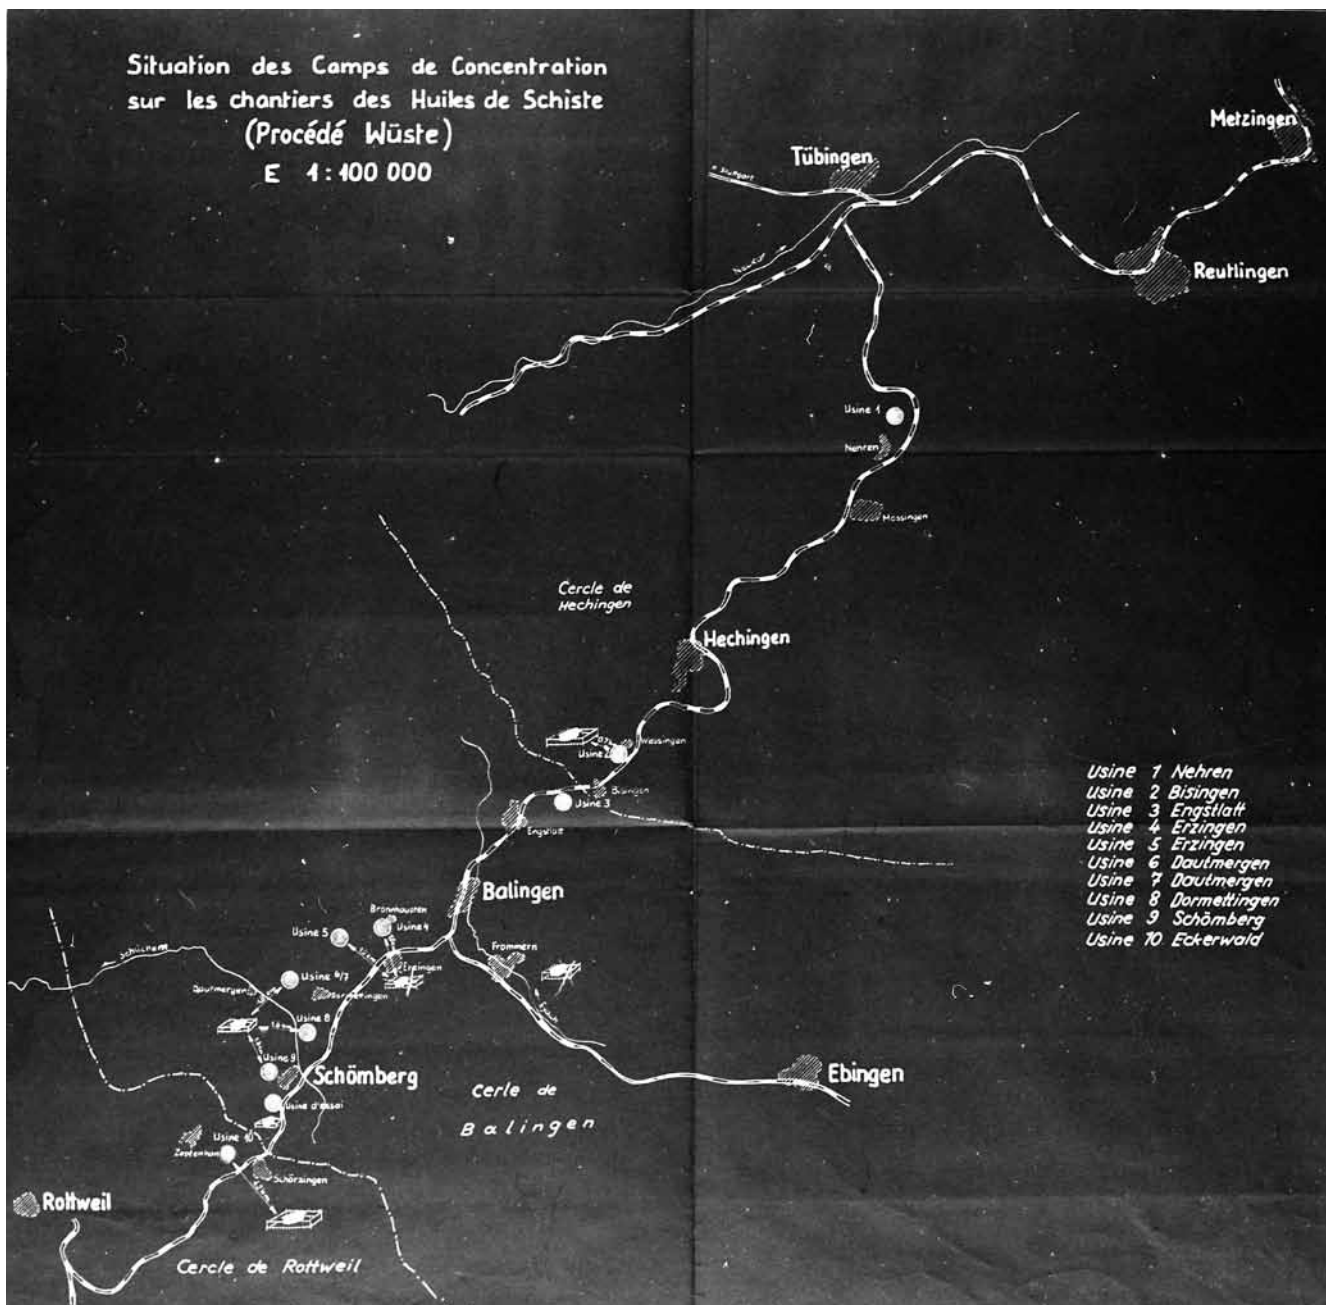 Situation des Camps de Concentration
sur les chantiers des Huiles de Schiste
(Procédé Wüste)
E 1:100 000
Metzingen
Tübingen
Stuttgart
Neckar
Reutlingen
Usine 1
Nehren
Mössingen
Cercle de
Hechingen
Hechingen
Wessingen
Usine 2
Bisingen
Usine 3
Engstlatt
Usine 1 Nehren
Usine 2 Bisingen
Usine 3 Engstlatt
Usine 4 Erzingen
Usine 5 Erzingen
Usine 6 Dautmergen
Usine 7 Dautmergen
Usine 8 Dormettingen
Usine 9 Schömberg
Usine 10 Eckerwald
Balingen
Usine 4
Usine 5
Frommern
Erzingen
Schlichem
Usine 6/7
Dautmergen
Dormettingen
Eyach
Usine 8
Usine 9
Schömberg
Ebingen
Usine d'essai
Cerle de
Balingen
Usine 10
Schörzingen
Rottweil
Cercle de Rottweil